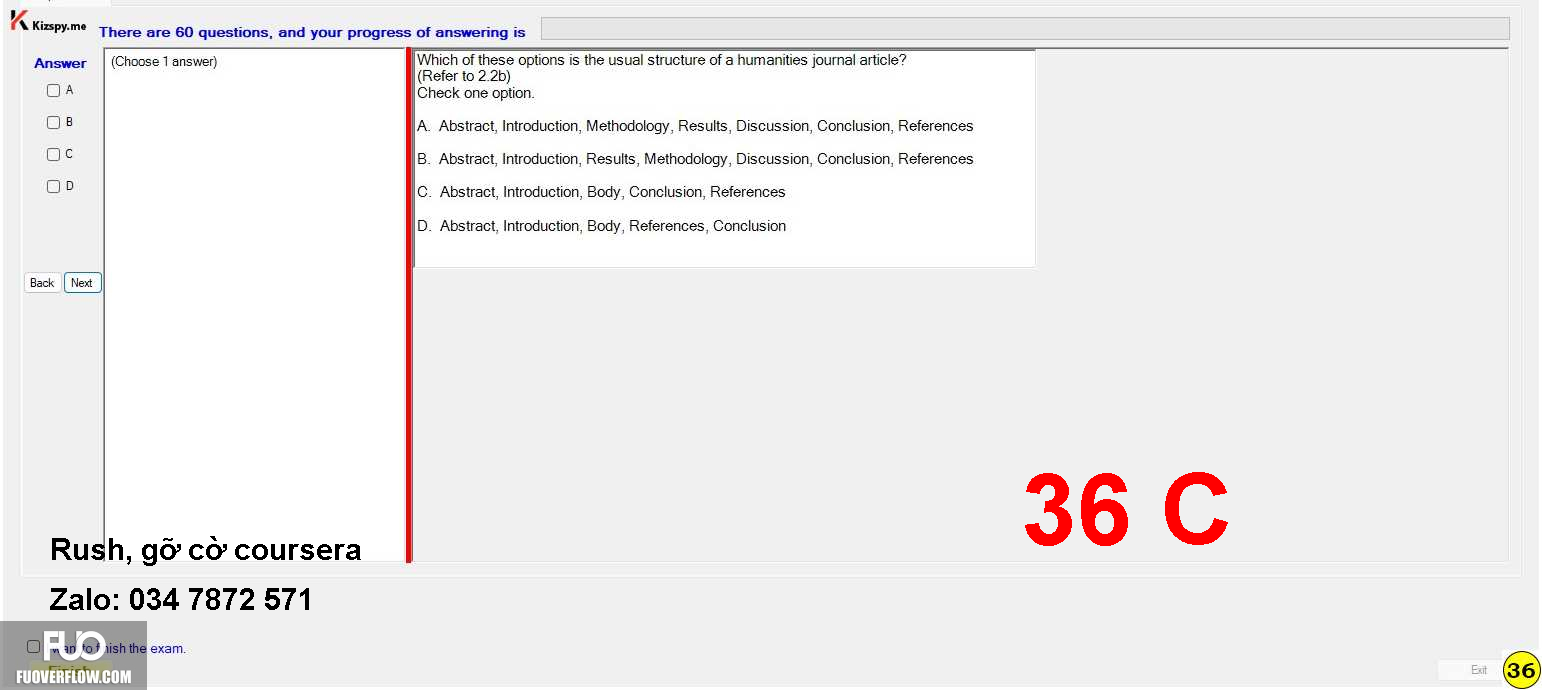 Kizspy.me
There are 60 questions, and your progress of answering is
Answer
(Choose 1 answer)
A
B
C
D
Back Next
Which of these options is the usual structure of a humanities journal article?
(Refer to 2.2b)
Check one option.
A. Abstract, Introduction, Methodology, Results, Discussion, Conclusion, References
B. Abstract, Introduction, Results, Methodology, Discussion, Conclusion, References
C. Abstract, Introduction, Body, Conclusion, References
D. Abstract, Introduction, Body, References, Conclusion
36 C
Rush, gỡ cờ coursera
Zalo: 034 7872 571
want to finish the exam.
Finish
FUO
FUOVERFLOW.COM
Exit
36